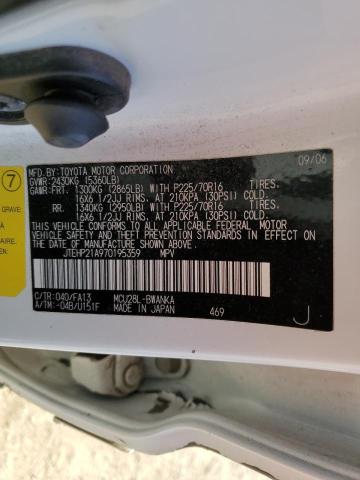 09/06
MFD.BY:TOYOTA MOTOR CORPORATION
GVWR:2430KG (5360LB)
GAWR:FRT. 1300KG (2865LB) WITH P225/70R16 TIRES,
16X6 1/2JJ RIMS, AT 210KPA (30PSI) COLD.
RR. 1340KG (2950LB) WITH P225/70R16 TIRES,
16X6 1/2JJ RIMS, AT 210KPA (30PSI) COLD.
THIS VEHICLE CONFORMS TO ALL APPLICABLE FEDERAL MOTOR
VEHICLE SAFETY AND THEFT PREVENTION STANDARDS IN
EFFECT ON THE DATE OF MANUFACTURE SHOWN ABOVE.
JTEHP21A970195359 MPV
C/TR:040/FA13 MCU28L-BWANKA
A/TM:-04B/U151F MADE IN JAPAN 469 J
7
GRAVE